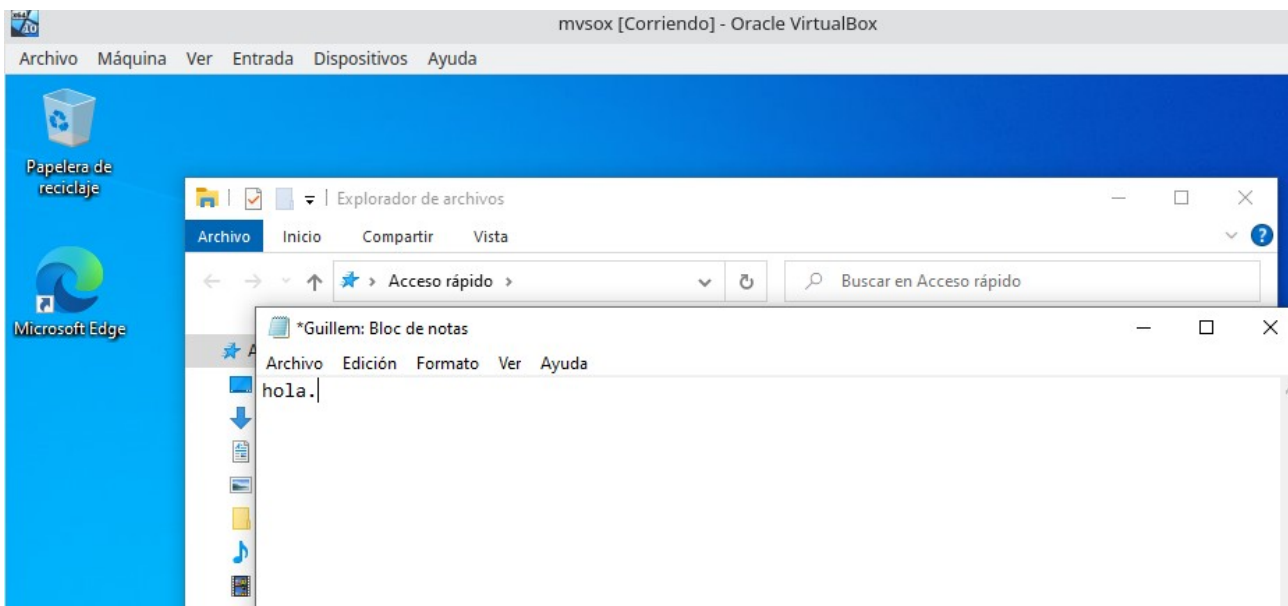 mvsox [Corriendo] - Oracle VirtualBox
Archivo Máquina Ver Entrada Dispositivos Ayuda
Papelera de
reciclaje
Explorador de archivos
Archivo Inicio Compartir Vista
Acceso rápido
Buscar en Acceso rápido
Microsoft Edge
*Guillem: Bloc de notas
Archivo Edición Formato Ver Ayuda
hola.